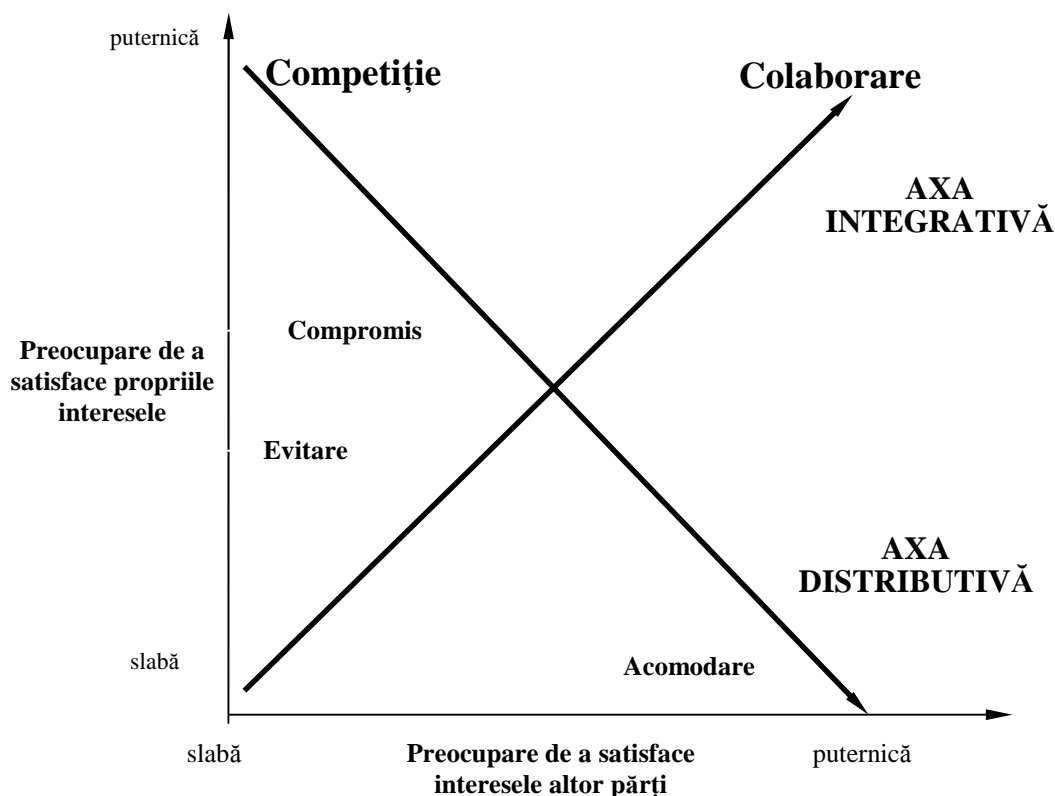 puternică
Competiție
Colaborare
AXA
INTEGRATIVĂ
Compromis
Preocupare de a
satisface propriile
interesele
Evitare
AXA
DISTRIBUTIVĂ
slabă
Acomodare
slabă
Preocupare de a satisface
interesele altor părți
puternică